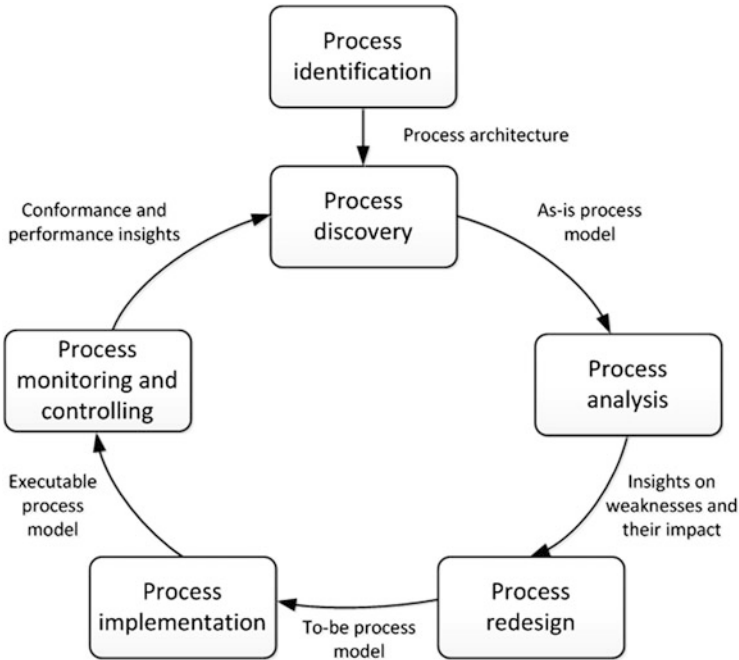 Process
identification
Process architecture
Process
discovery
Conformance and
performance insights
As-is process
model
Process
monitoring and
controlling
Process
analysis
Executable
process
model
Insights on
weaknesses and
their impact
Process
implementation
Process
redesign
To-be process
model